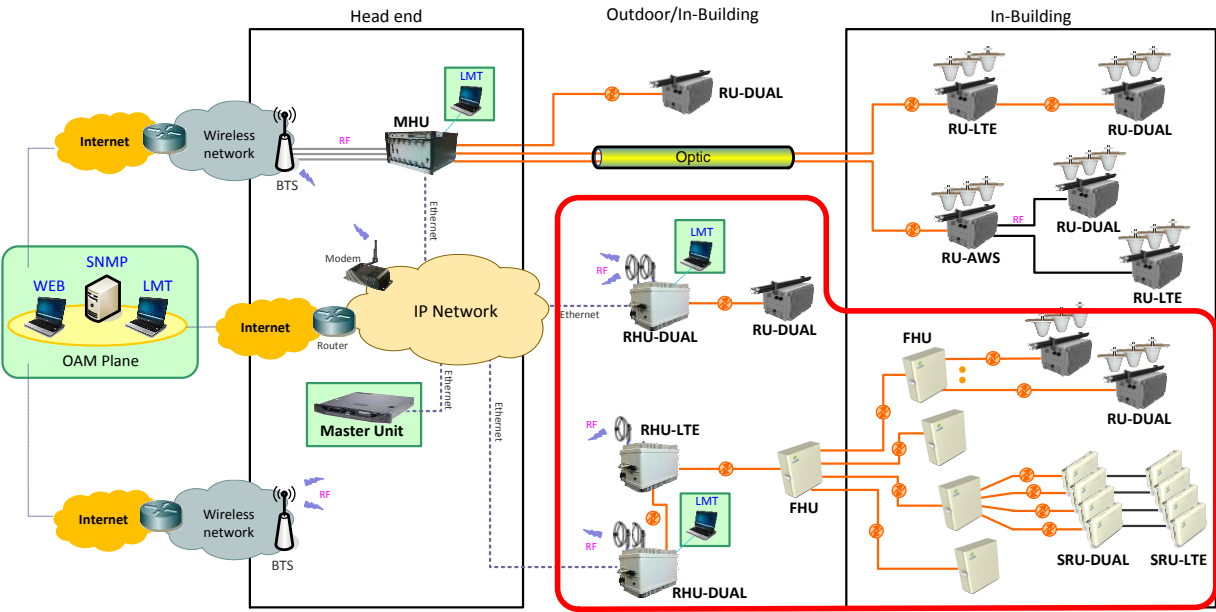 Head end
Outdoor/In-Building
In-Building
LMT
MHU
RU-DUAL
RU-LTE
RU-DUAL
Internet
Wireless
network
RF
BTS
Optic
Ethernet
RF
RU-DUAL
RU-AWS
RU-LTE
LMT
RF
Modem
SNMP
WEB
LMT
OAM Plane
Internet
Router
IP Network
Ethernet
RHU-DUAL
RU-DUAL
FHU
RU-DUAL
Ethernet
Ethernet
Master Unit
RHU-LTE
RF
FHU
LMT
RF
RHU-DUAL
SRU-DUAL
SRU-LTE
Internet
Wireless
network
RF
BTS